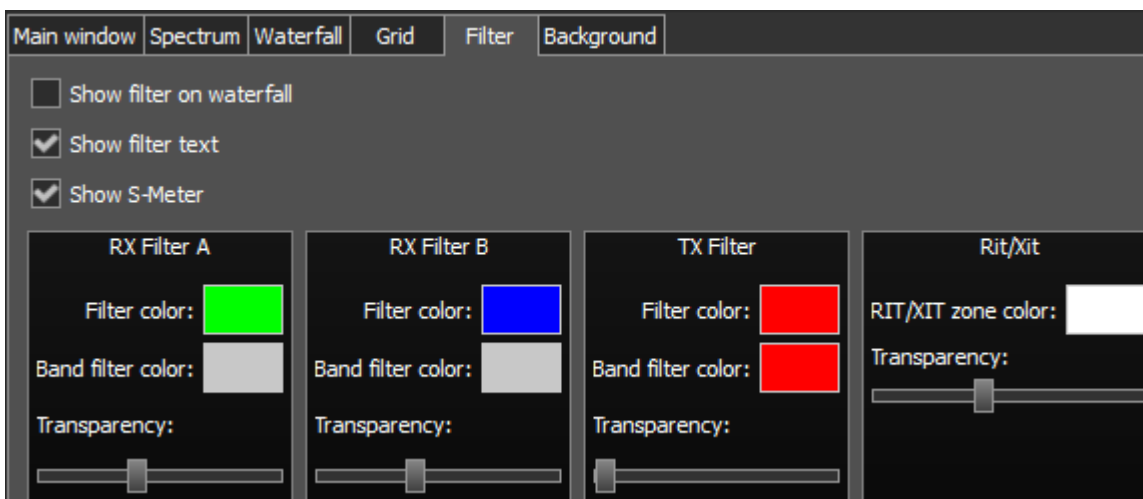 Main window Spectrum Waterfall Grid Filter Background
Show filter on waterfall
Show filter text
Show S-Meter
RX Filter A
Filter color:
Band filter color:
Transparency:
RX Filter B
Filter color:
Band filter color:
Transparency:
TX Filter
Filter color:
Band filter color:
Transparency:
Rit/Xit
RIT/XIT zone color:
Transparency: